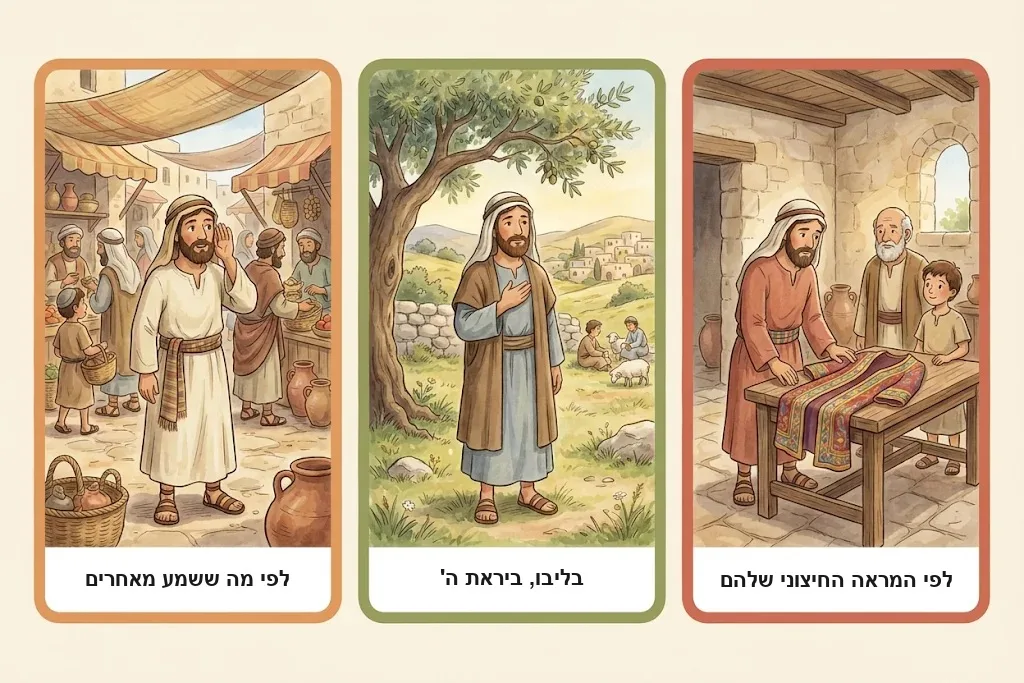 לפי המראה החיצוני שלהם
בליבו, ביראת ה'
לפי מה ששמע מאחרים